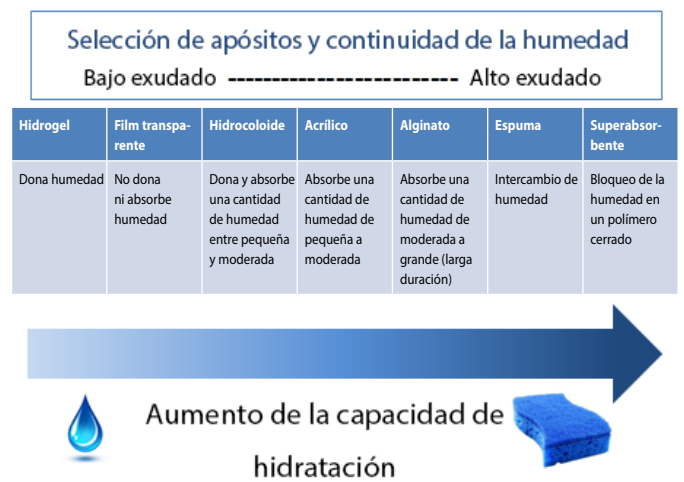 Selección de apósitos y continuidad de la humedad
Bajo exudado -------------------------- Alto exudado
Hidrogel
Film transpa-
rente
Hidrocoloide
Acrílico
Alginato
Espuma
Superabsor-
bente
Dona humedad
No dona
ni absorbe
humedad
Dona y absorbe
una cantidad
de humedad
entre pequeña
y moderada
Absorbe una
cantidad de
humedad de
pequeña a
moderada
Absorbe una
cantidad de
humedad de
moderada a
grande (larga
duración)
Intercambio de
humedad
Bloqueo de la
humedad en
un polímero
cerrado
Aumento de la capacidad de
hidratación